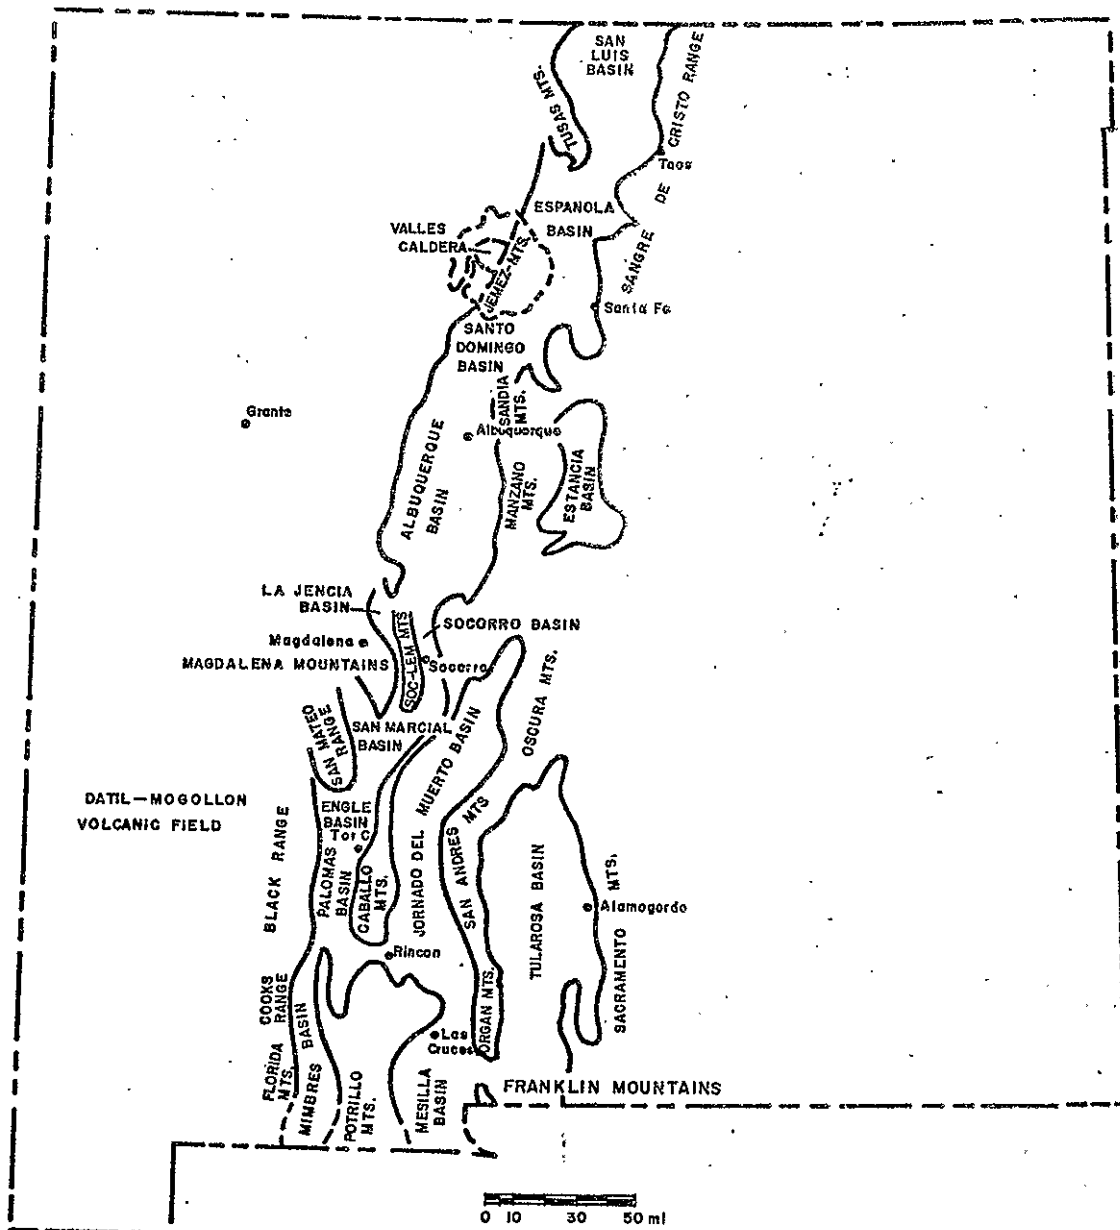 SAN
LUIS
BASIN
TUSAS MTS.
SANGRE DE CRISTO RANGE
Taos
ESPANOLA
BASIN
VALLES
CALDERA
JEMEZ MTS.
Santa Fe
SANTO
DOMINGO
BASIN
SANDIA
MTS.
Grants
Albuquerque
ALBUQUERQUE
BASIN
MANZANO
MTS.
ESTANCIA
BASIN
LA JENCIA
BASIN
SOCORRO BASIN
Magdalena
MAGDALENA MOUNTAINS
SOC-LEM MTS
Socorro
SAN MATEO
RANGE
SAN MARCIAL
BASIN
OSCURA MTS.
DATIL-MOGOLLON
VOLCANIC FIELD
ENGLE
BASIN
T or C
BLACK RANGE
PALOMAS
BASIN
CABALLO
MTS.
JORNADO DEL MUERTO BASIN
SAN ANDRES MTS
TULAROSA BASIN
Alamogordo
SACRAMENTO MTS.
Rincon
COOKS
RANGE
FLORIDA
MTS.
MIMBRES BASIN
POTRILLO
MTS.
Las
Cruces
MESILLA
BASIN
ORGAN MTS.
FRANKLIN MOUNTAINS
0 10 30 50 mi